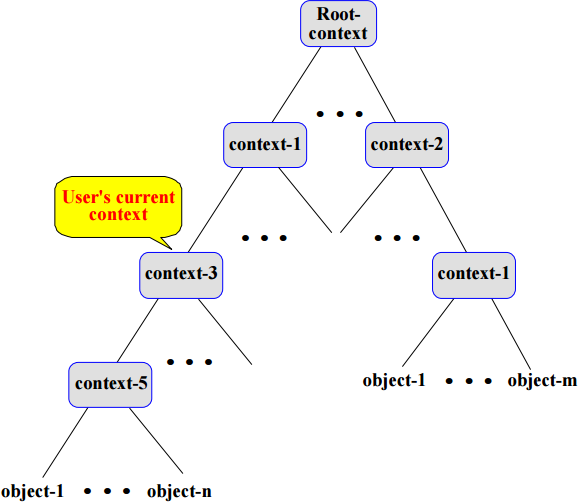 Root-
context
context-1
context-2
User's current
context
context-3
context-1
context-5
object-1
object-m
object-1
object-n